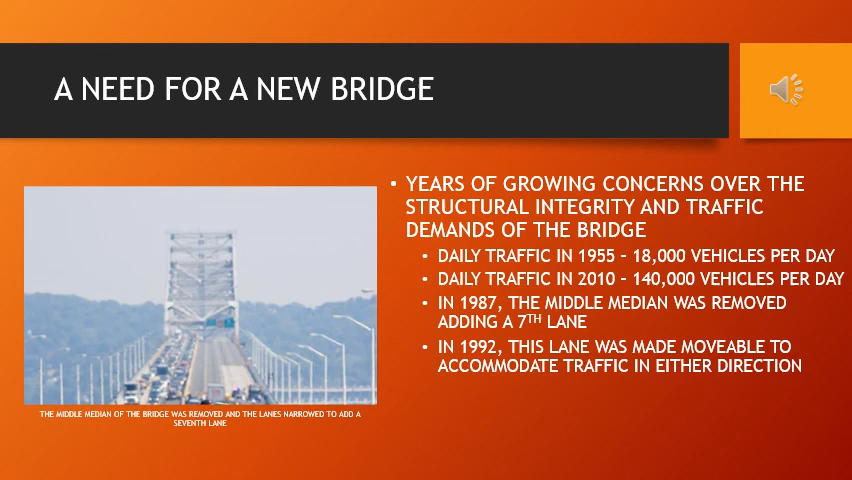 A NEED FOR A NEW BRIDGE
• YEARS OF GROWING CONCERNS OVER THE
STRUCTURAL INTEGRITY AND TRAFFIC
DEMANDS OF THE BRIDGE
• DAILY TRAFFIC IN 1955 – 18,000 VEHICLES PER DAY
• DAILY TRAFFIC IN 2010 – 140,000 VEHICLES PER DAY
• IN 1987, THE MIDDLE MEDIAN WAS REMOVED
ADDING A 7TH LANE
• IN 1992, THIS LANE WAS MADE MOVEABLE TO
ACCOMMODATE TRAFFIC IN EITHER DIRECTION
THE MIDDLE MEDIAN OF THE BRIDGE WAS REMOVED AND THE LANES NARROWED TO ADD A
SEVENTH LANE